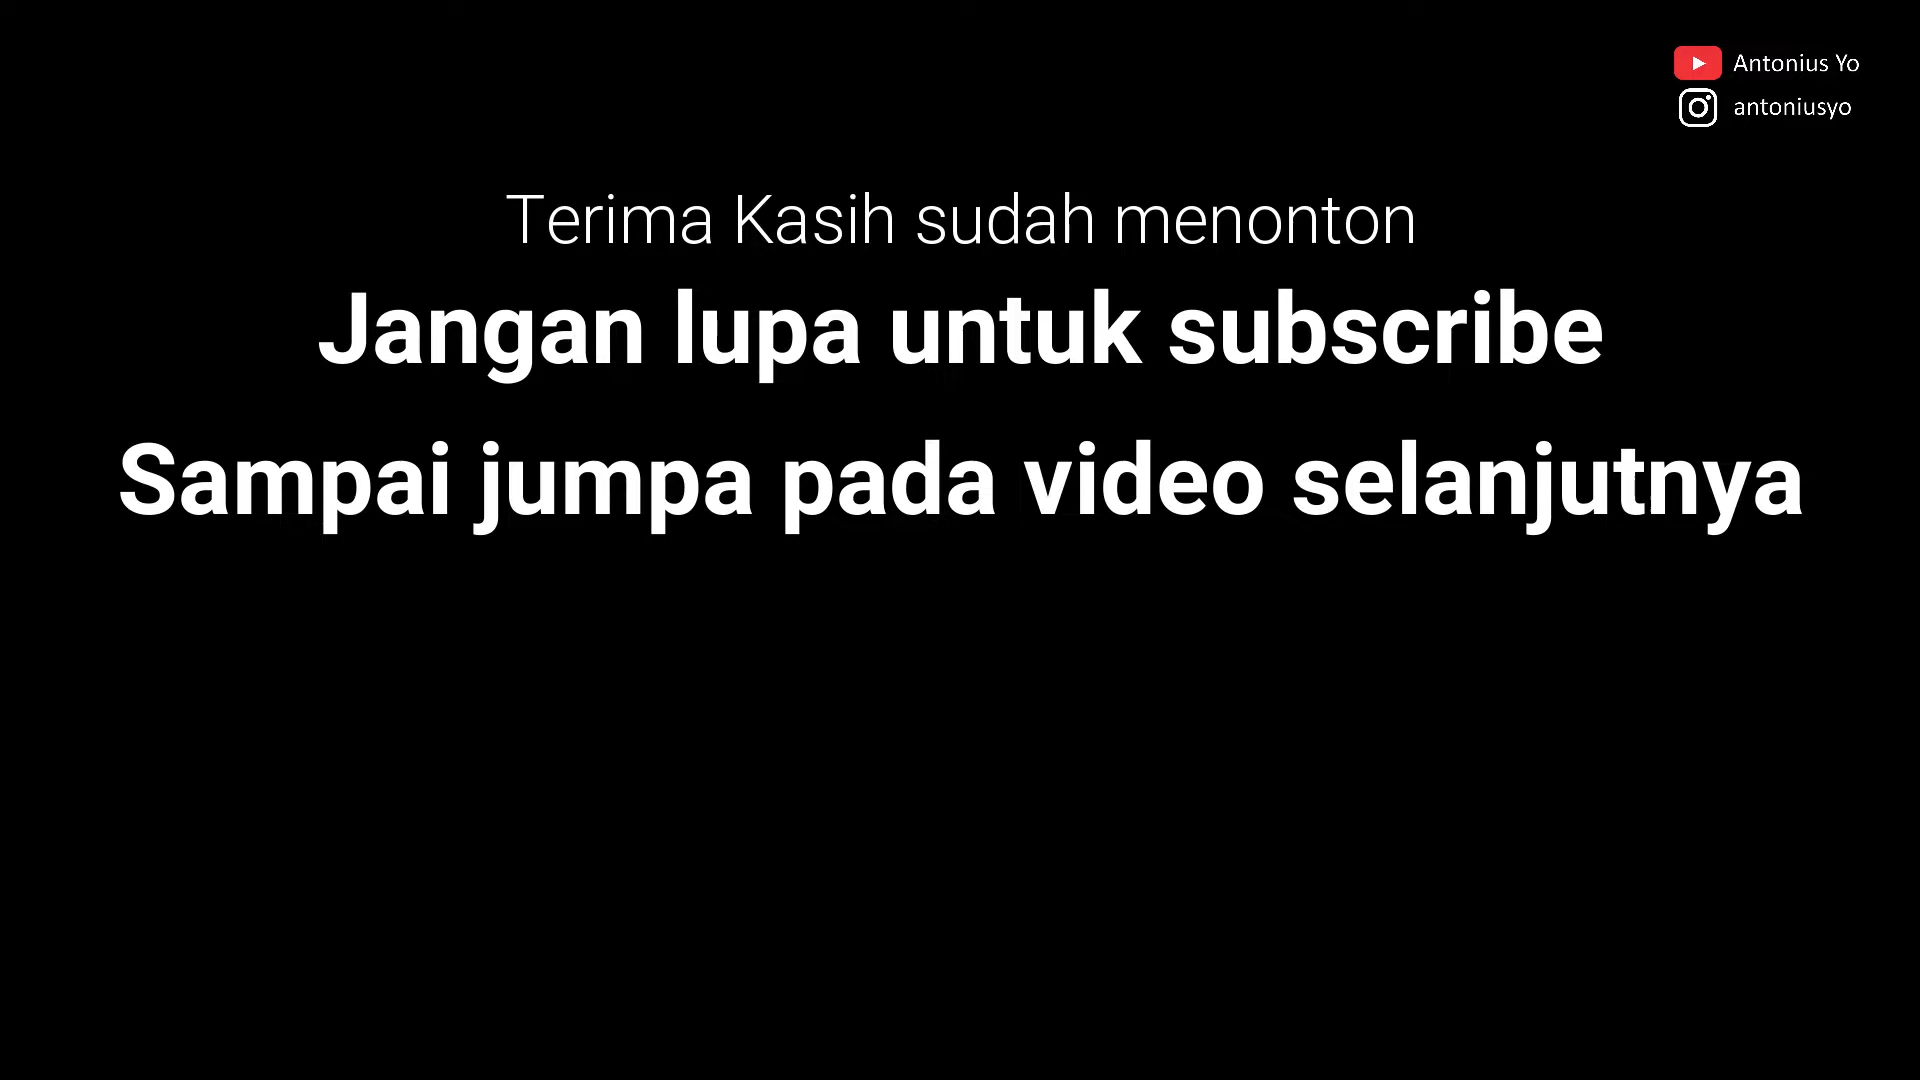 Antonius Yo
antoniusyo
Terima Kasih sudah menonton
Jangan lupa untuk subscribe
Sampai jumpa pada video selanjutnya